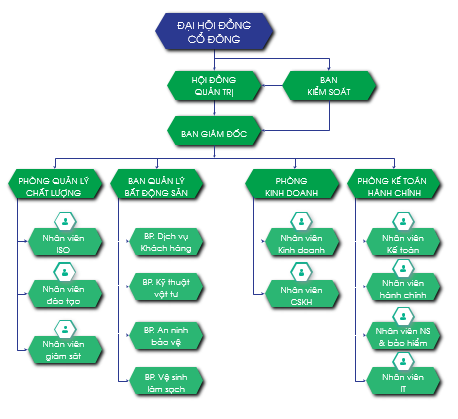 ĐẠI HỘI ĐỒNG
CỔ ĐÔNG
HỘI ĐỒNG
QUẢN TRỊ
BAN
KIỂM SOÁT
BAN GIÁM ĐỐC
PHÒNG QUẢN LÝ
CHẤT LƯỢNG
BAN QUẢN LÝ
BẤT ĐỘNG SẢN
PHÒNG
KINH DOANH
PHÒNG KẾ TOÁN
HÀNH CHÍNH
Nhân viên
ISO
BP. Dịch vụ
Khách hàng
Nhân viên
Kinh doanh
Nhân viên
Kế toán
Nhân viên
đào tạo
BP. Kỹ thuật
vật tư
Nhân viên
CSKH
Nhân viên
hành chính
Nhân viên
giám sát
BP. An ninh
bảo vệ
Nhân viên NS
& bảo hiểm
BP. Vệ sinh
làm sạch
Nhân viên
IT